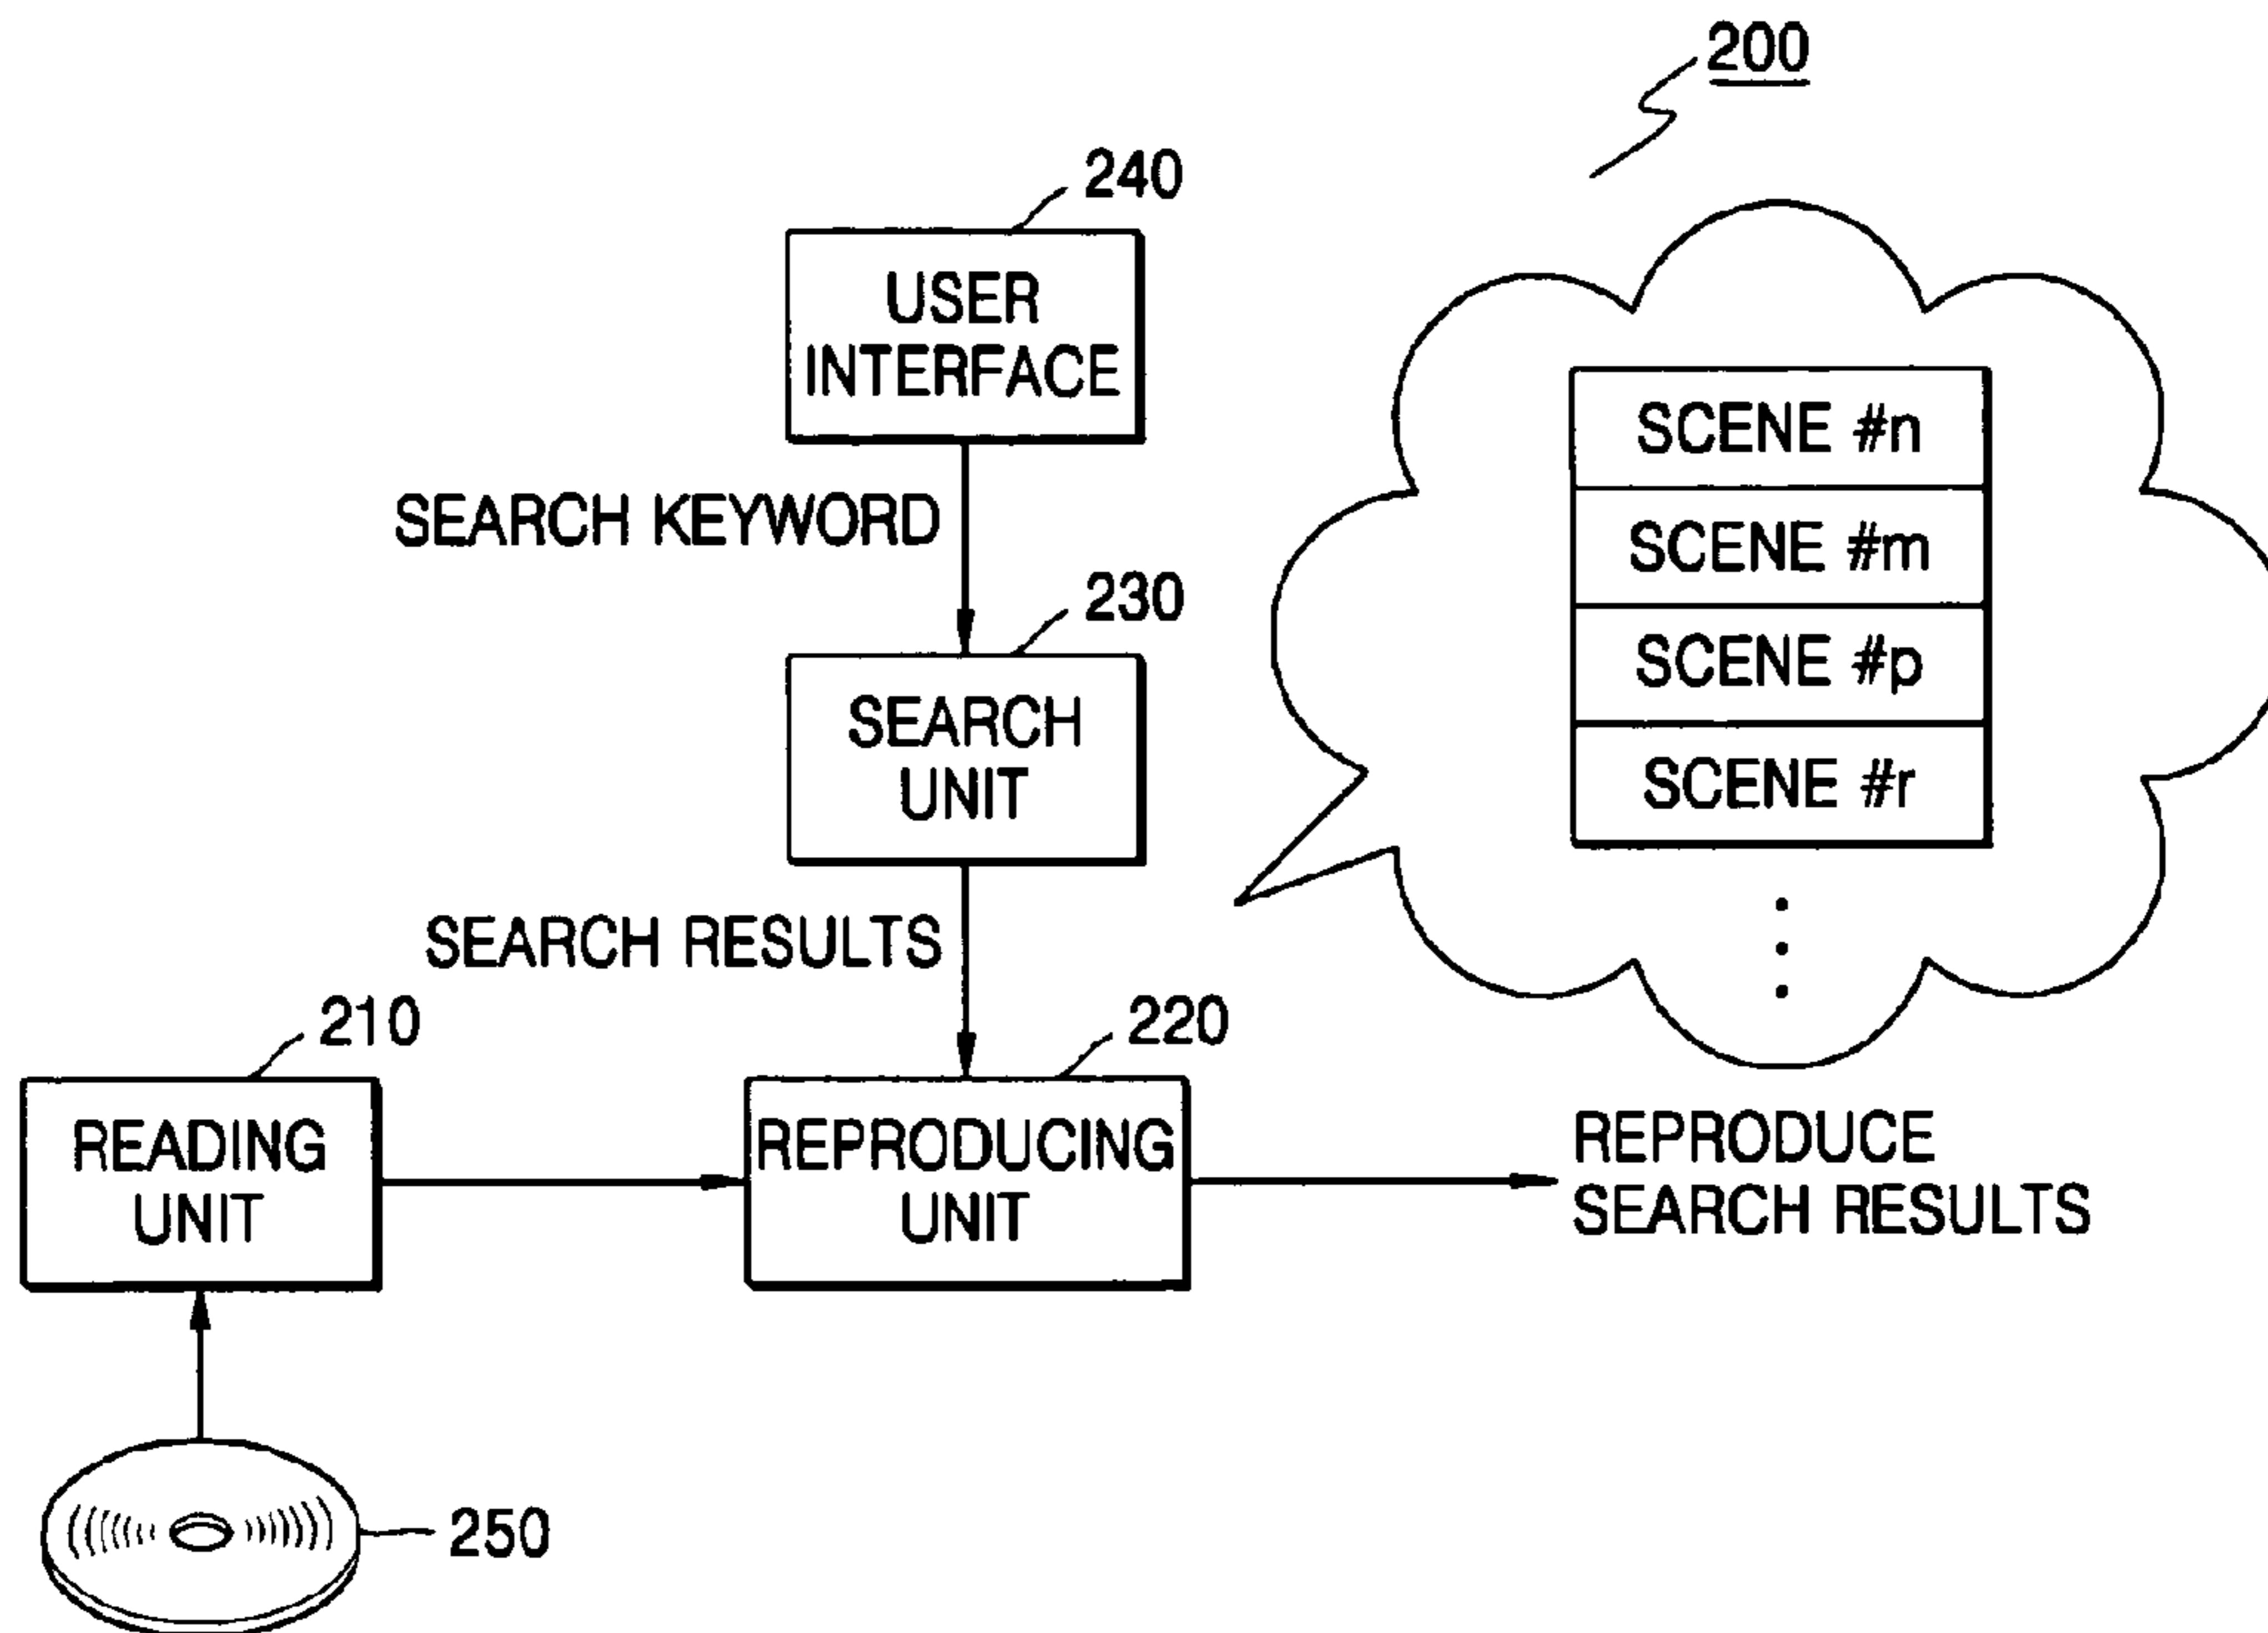 200
240
USER
INTERFACE
SEARCH KEYWORD
230
SEARCH
UNIT
SEARCH RESULTS
210
READING
UNIT
220
REPRODUCING
UNIT
250
SCENE #n
SCENE #m
SCENE #p
SCENE #r
REPRODUCE
SEARCH RESULTS